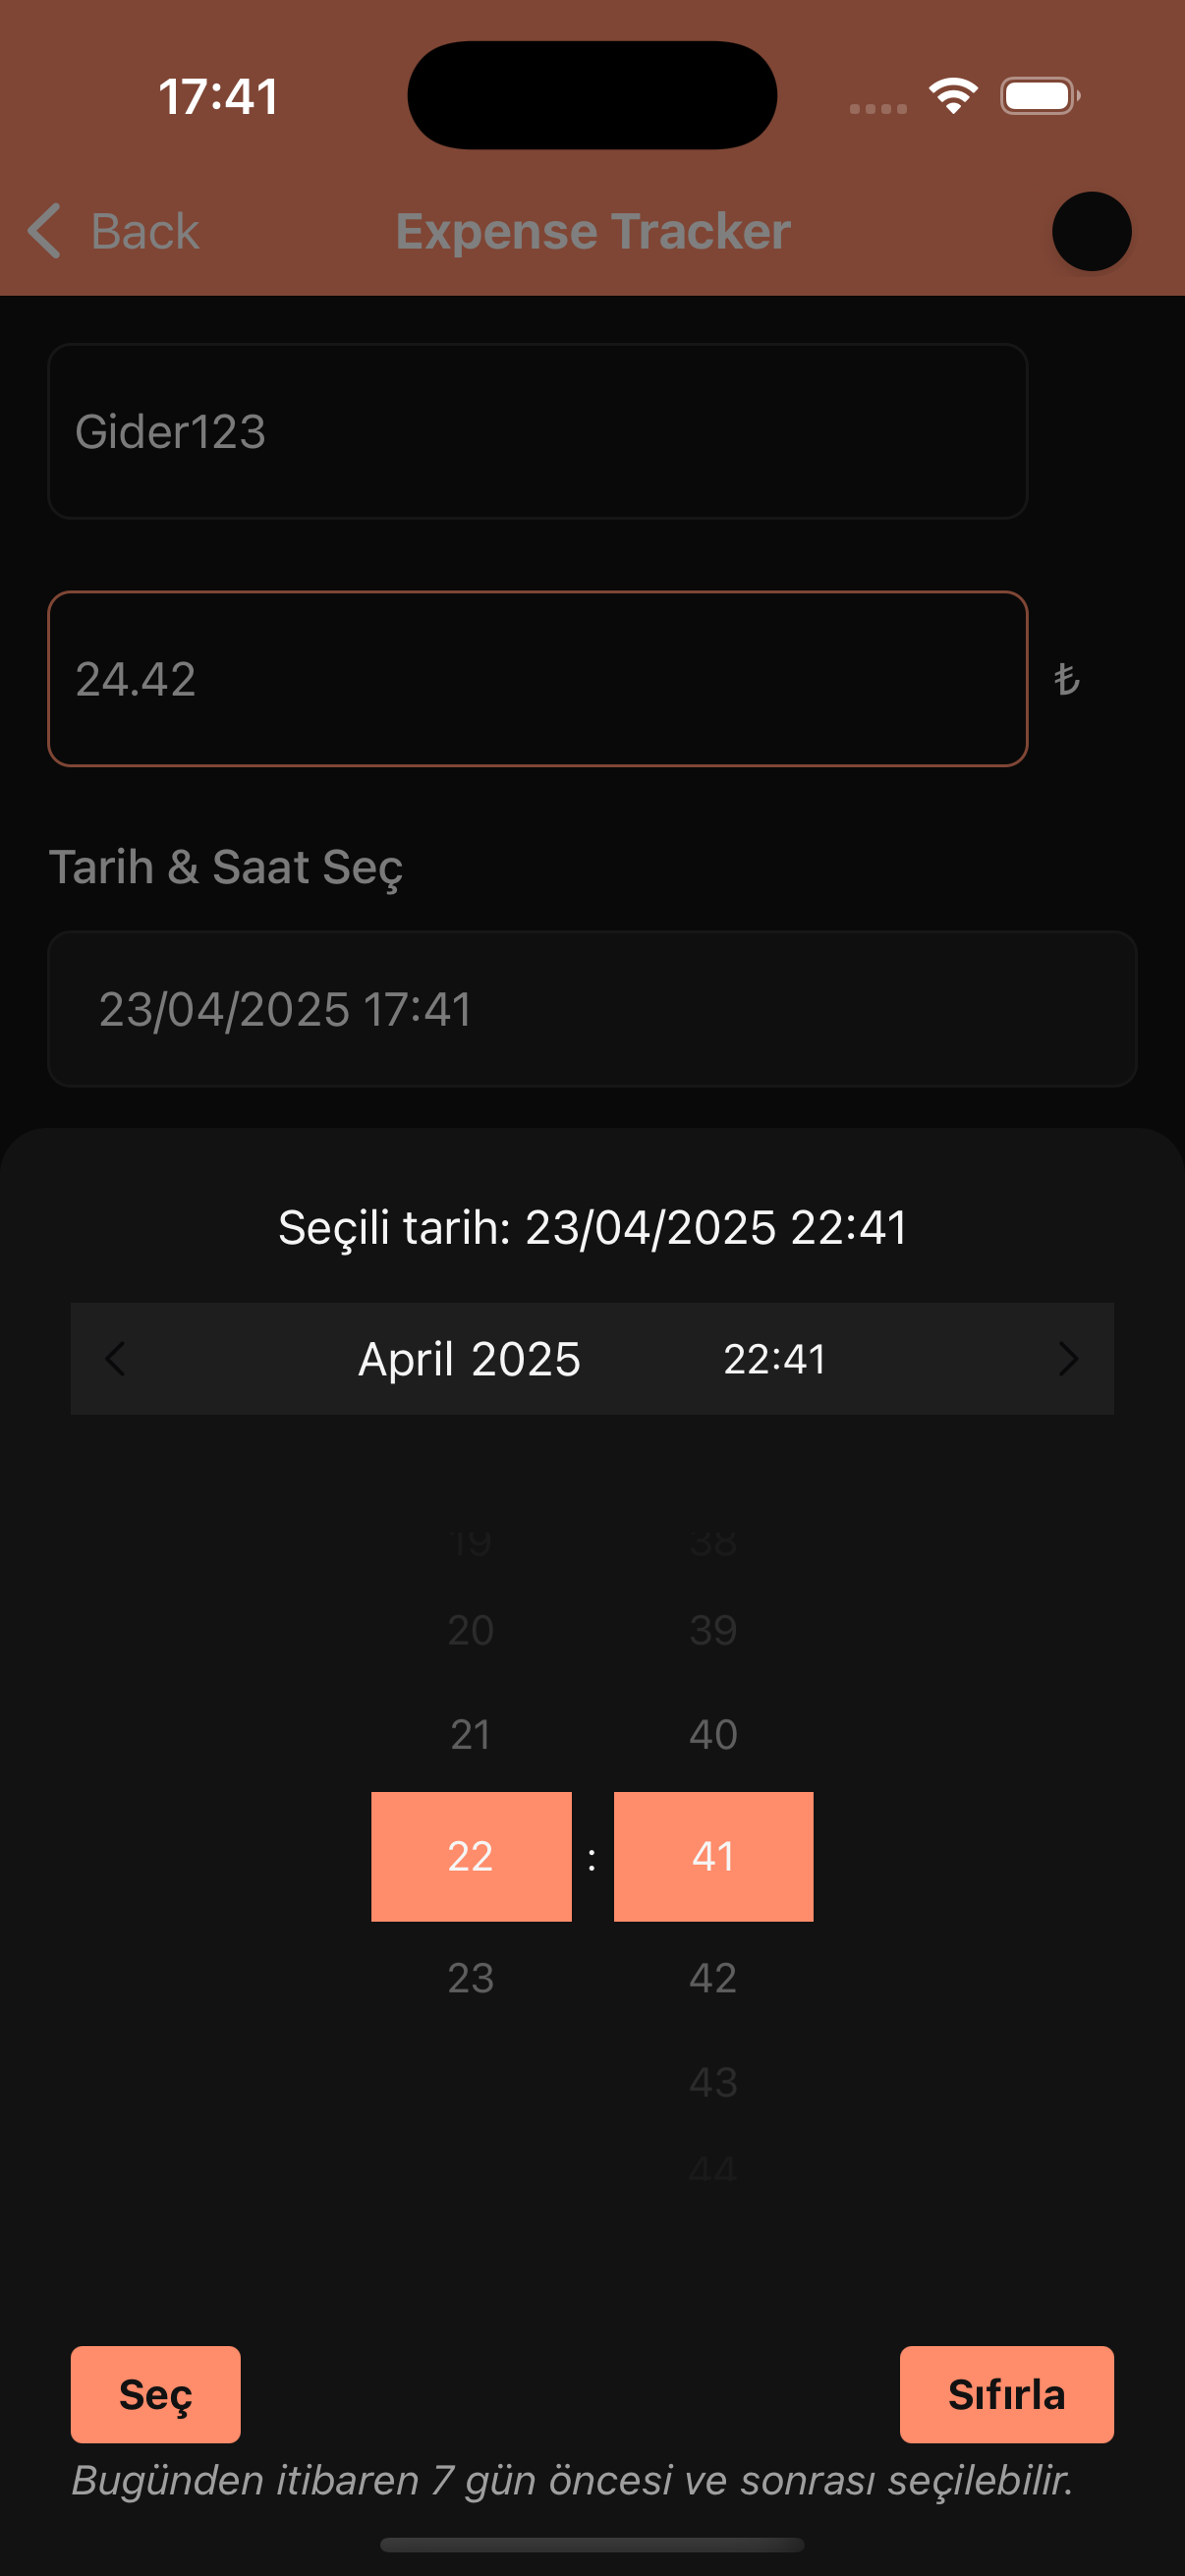 17:41
Back Expense Tracker
Gider123
24.42 ₺
Tarih & Saat Seç
23/04/2025 17:41
Seçili tarih: 23/04/2025 22:41
April 2025 22:41
19 38
20 39
21 40
22 : 41
23 42
43
44
Seç Sıfırla
Bugünden itibaren 7 gün öncesi ve sonrası seçilebilir.